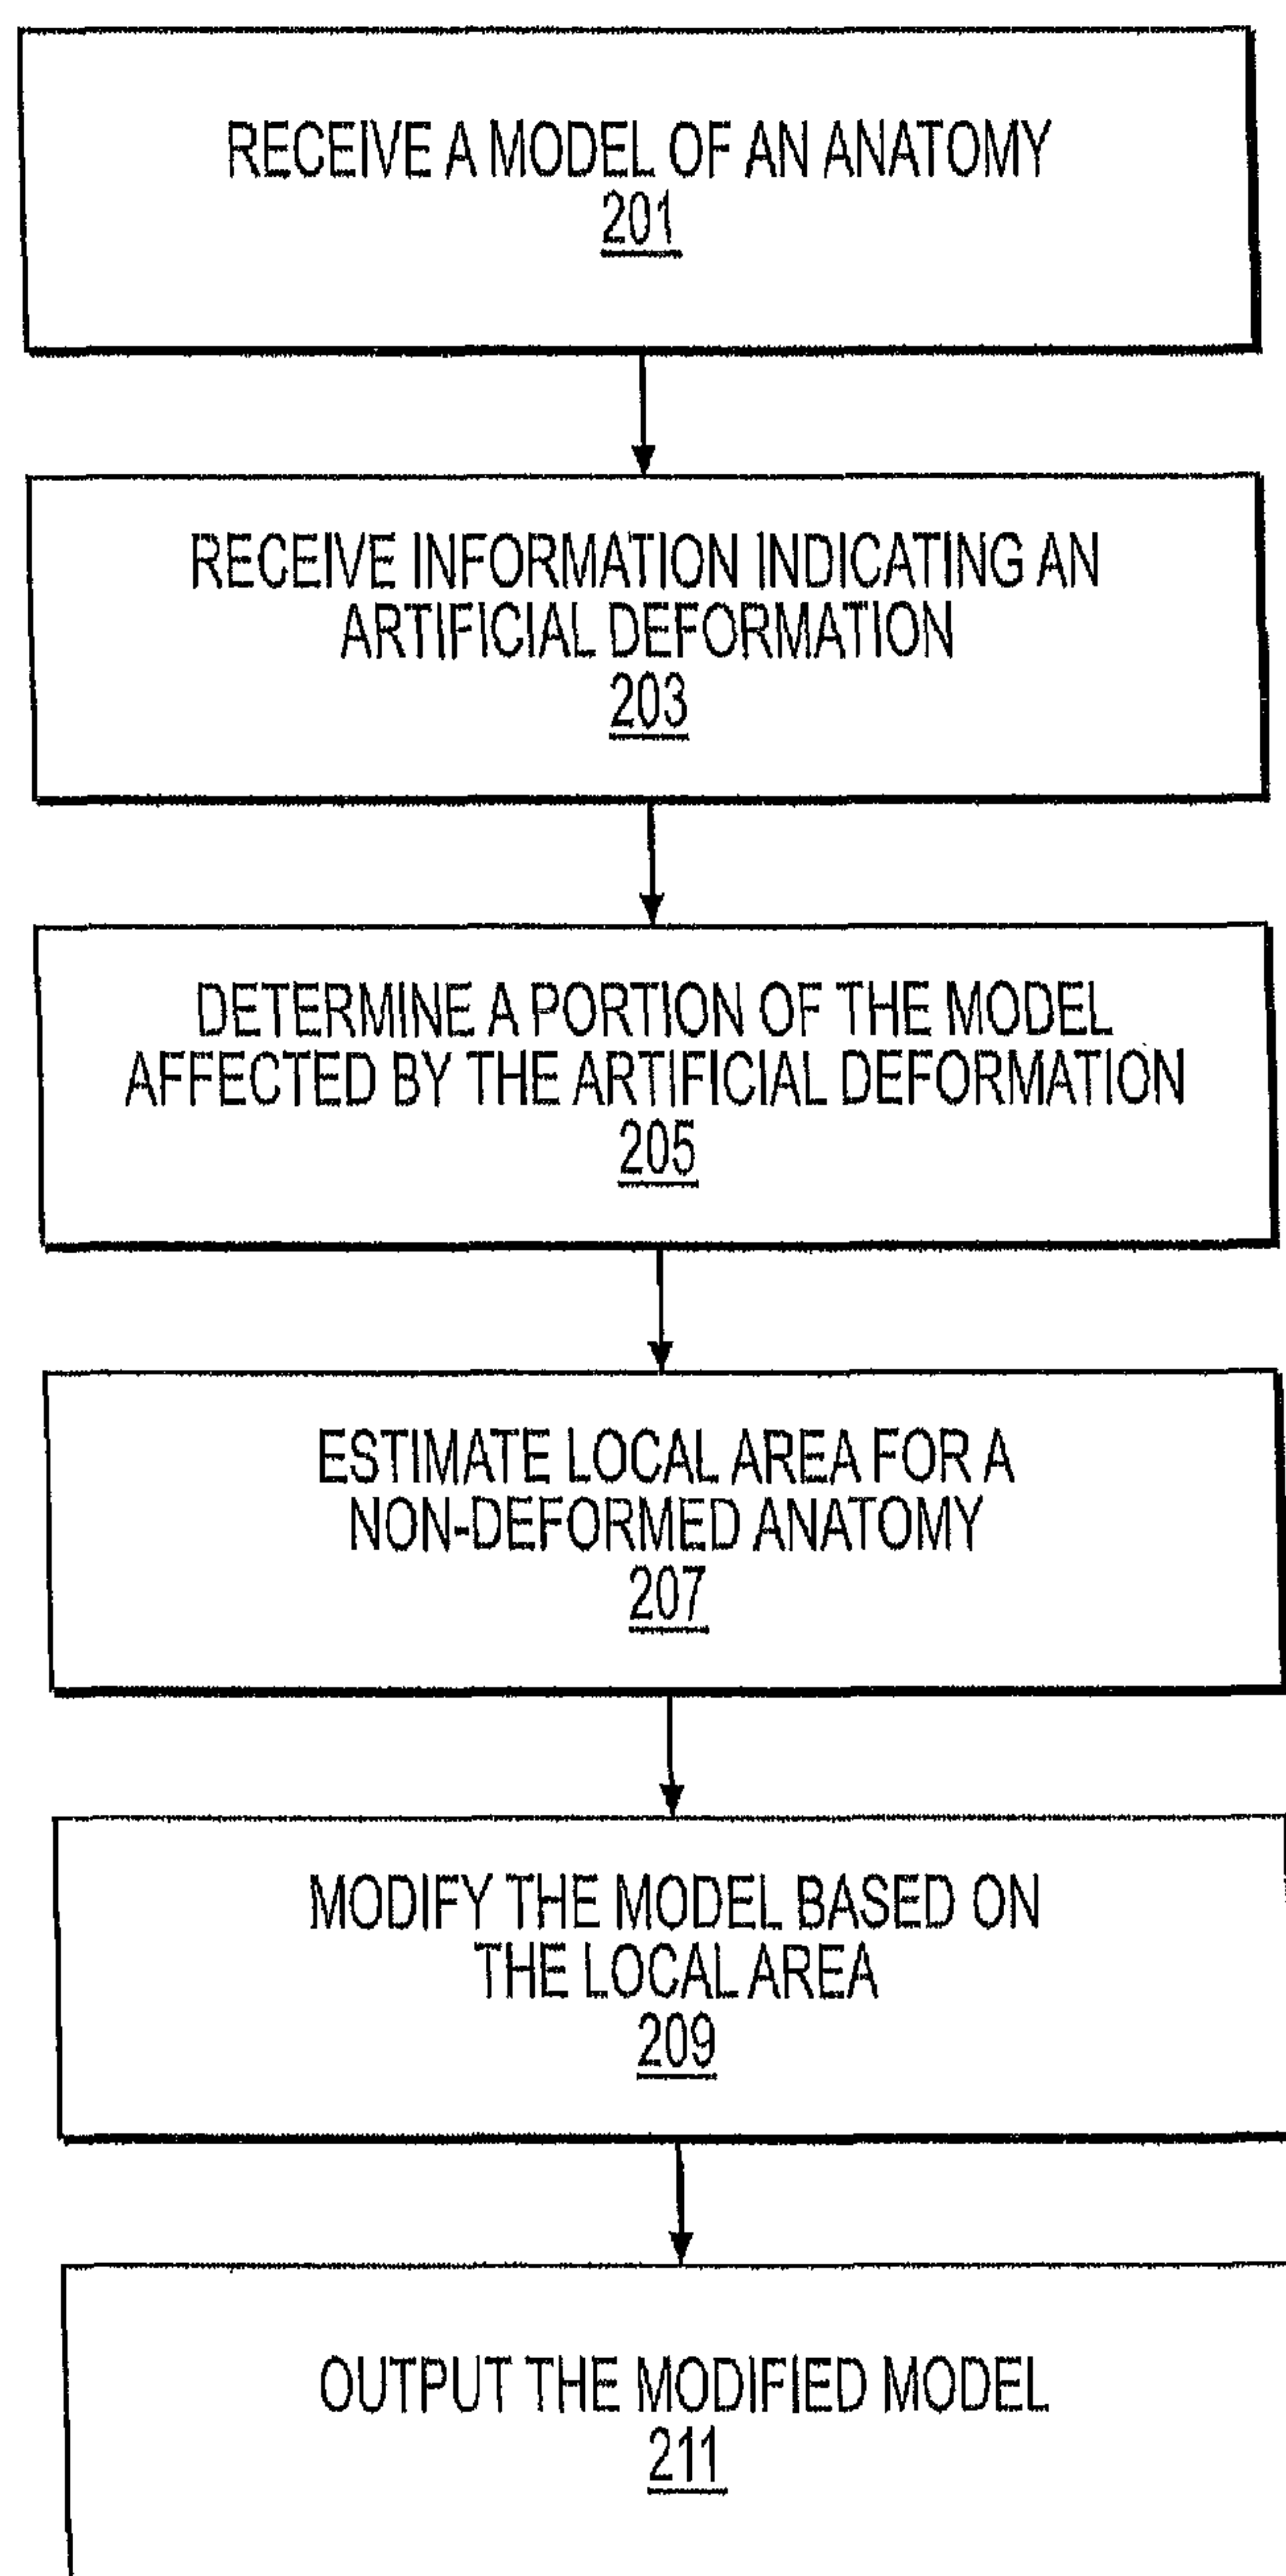 RECEIVE A MODEL OF AN ANATOMY
201
RECEIVE INFORMATION INDICATING AN
ARTIFICIAL DEFORMATION
203
DETERMINE A PORTION OF THE MODEL
AFFECTED BY THE ARTIFICIAL DEFORMATION
205
ESTIMATE LOCAL AREA FOR A
NON-DEFORMED ANATOMY
207
MODIFY THE MODEL BASED ON
THE LOCAL AREA
209
OUTPUT THE MODIFIED MODEL
211